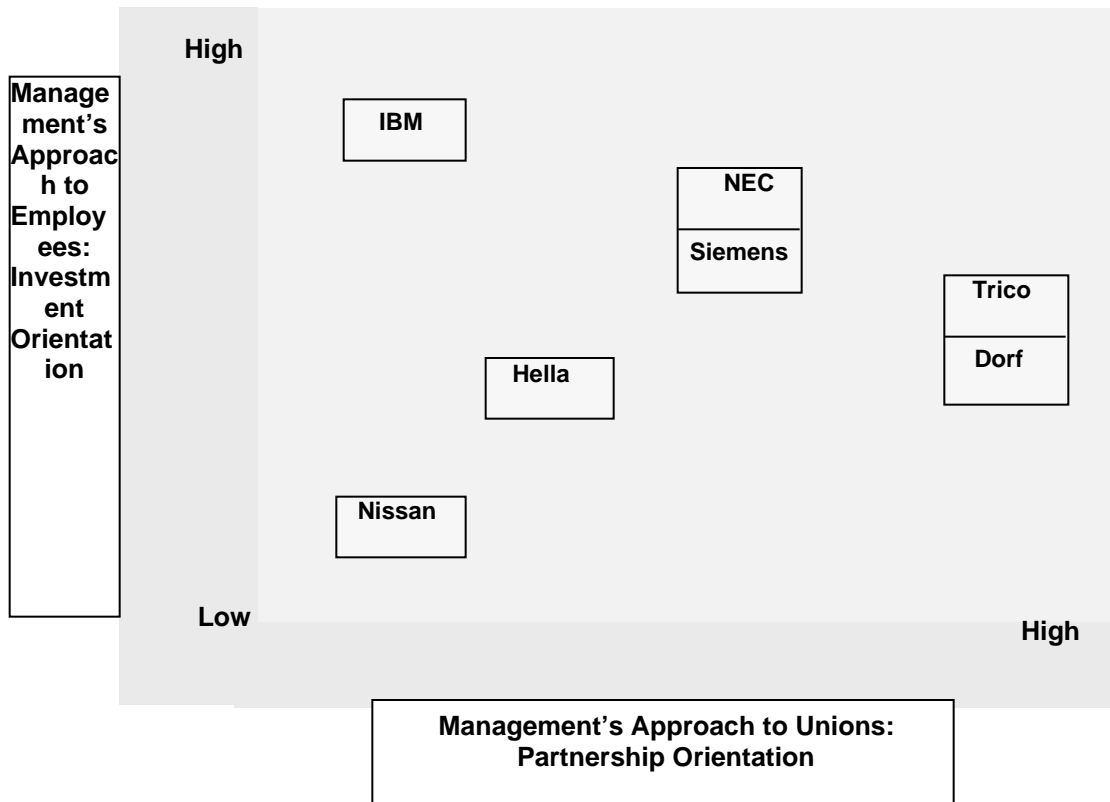 High
Manage
ment’s
Approac
h to
Employ
ees:
Investm
ent
Orientat
ion
IBM
NEC
Siemens
Trico
Dorf
Hella
Nissan
Low
High
Management’s Approach to Unions:
Partnership Orientation